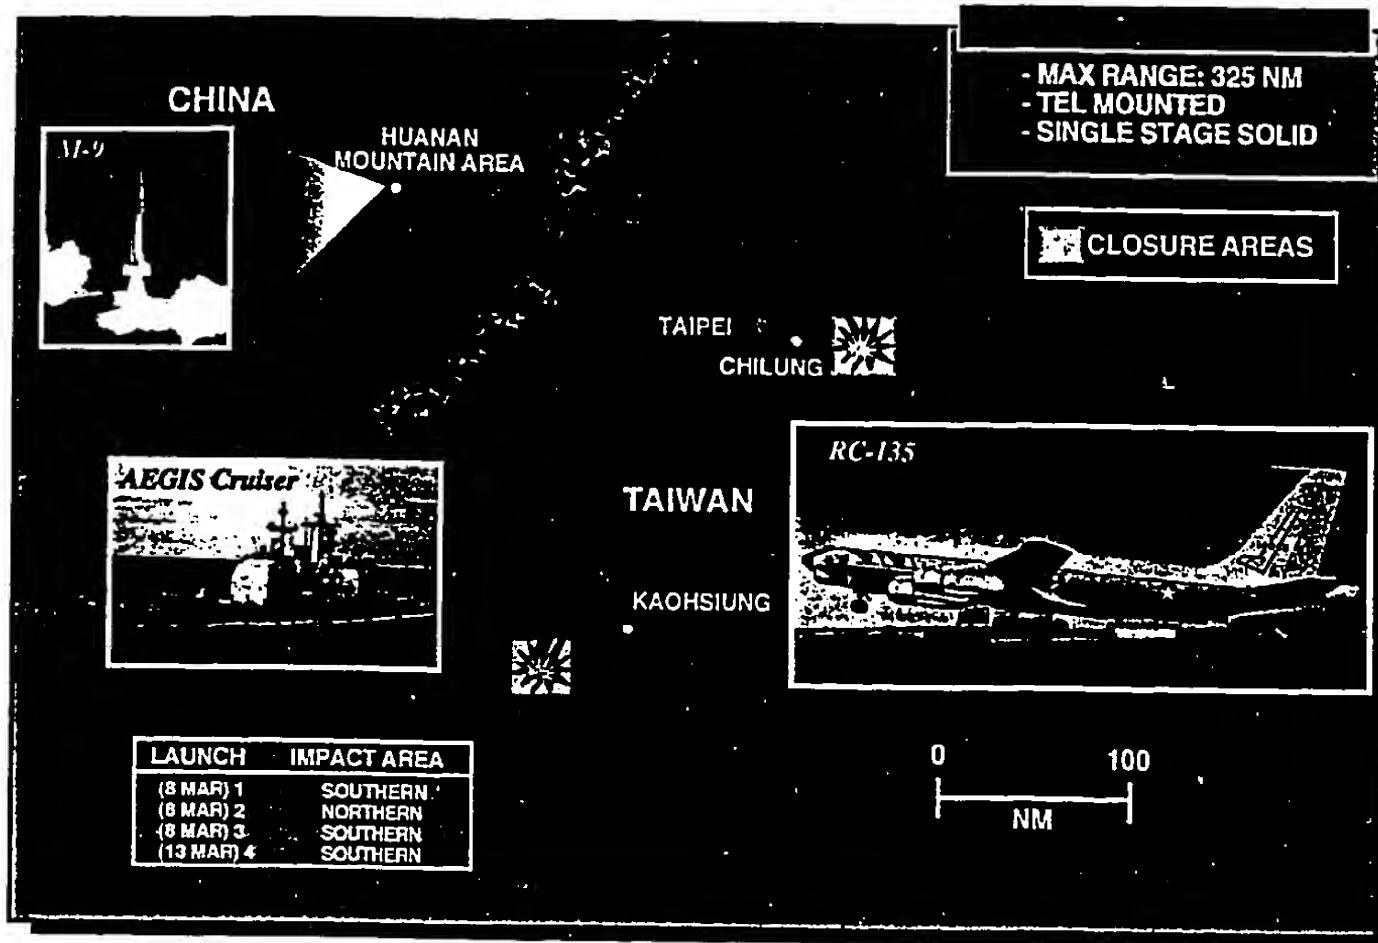 - MAX RANGE: 325 NM
- TEL MOUNTED
- SINGLE STAGE SOLID
CHINA
M-9
HUANAN
MOUNTAIN AREA
CLOSURE AREAS
TAIPEI
CHILUNG
AEGIS Cruiser
TAIWAN
RC-135
KAOHSIUNG
LAUNCH IMPACT AREA
(8 MAR) 1 SOUTHERN
(8 MAR) 2 NORTHERN
(8 MAR) 3 SOUTHERN
(13 MAR) 4 SOUTHERN
0 100
NM